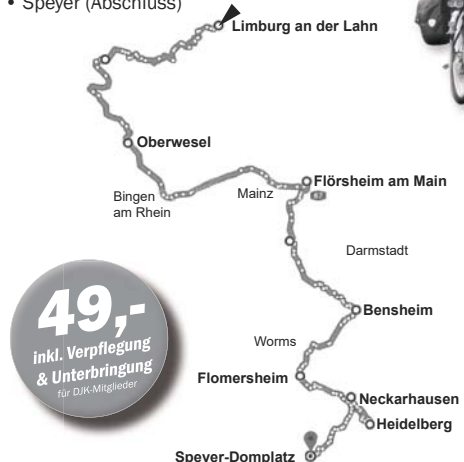 • Speyer (Abschluss)
Limburg an der Lahn
Oberwesel
Bingen
am Rhein
Mainz
Flörsheim am Main
Darmstadt
Bensheim
Worms
Flomersheim
Neckarhausen
Heidelberg
Speyer-Domplatz
49,-
inkl. Verpflegung
& Unterbringung
für DJK-Mitglieder